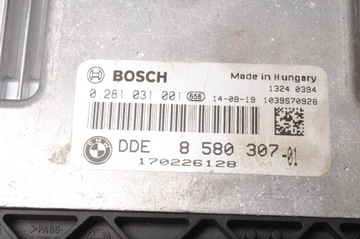 BOSCH
Made in Hungary
1324 0394
0 281 031 001 658 14-08-19 1039S70928
DDE 8 580 307-01
170226128